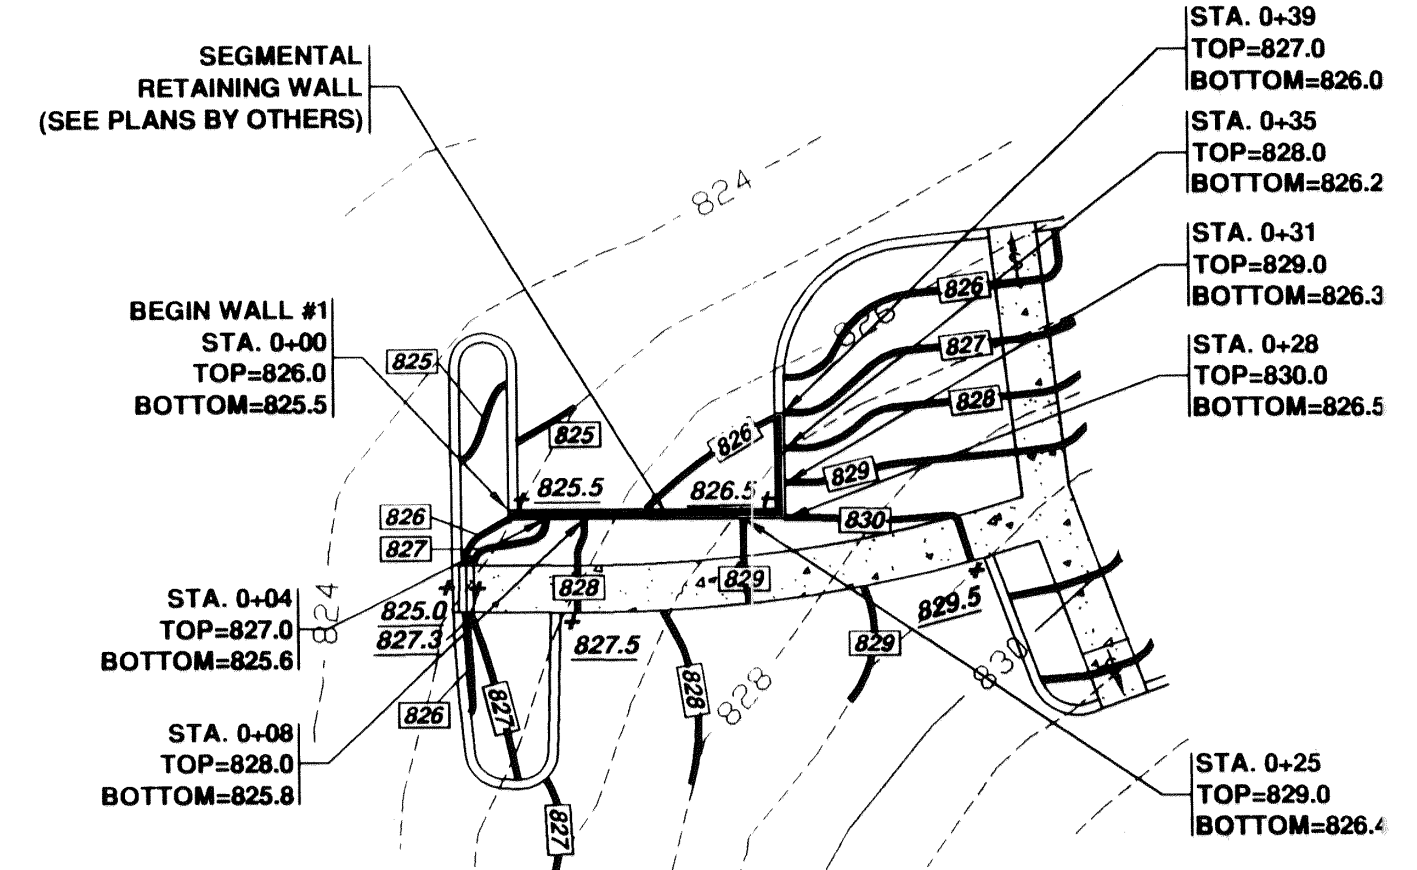 SEGMENTAL
RETAINING WALL
(SEE PLANS BY OTHERS)
STA. 0+39
TOP=827.0
BOTTOM=826.0
STA. 0+35
TOP=828.0
BOTTOM=826.2
STA. 0+31
TOP=829.0
BOTTOM=826.3
STA. 0+28
TOP=830.0
BOTTOM=826.5
BEGIN WALL #1
STA. 0+00
TOP=826.0
BOTTOM=825.5
824
826
826
827
828
829
830
825
825
826
825.5
826.5
826
827
828
829
824
825.0
827.3
827.5
829.5
829
830
828
828
827
826
827
STA. 0+04
TOP=827.0
BOTTOM=825.6
STA. 0+08
TOP=828.0
BOTTOM=825.8
STA. 0+25
TOP=829.0
BOTTOM=826.4